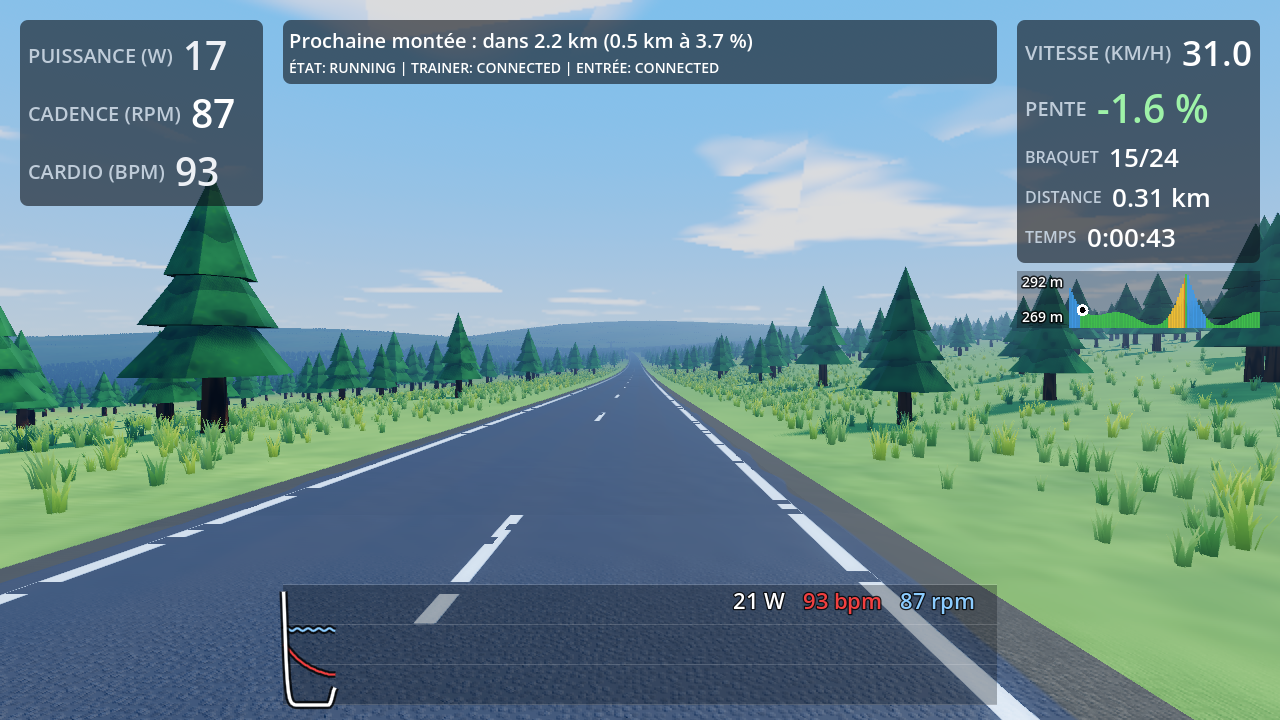 PUISSANCE (W) 17
CADENCE (RPM) 87
CARDIO (BPM) 93
Prochaine montée : dans 2.2 km (0.5 km à 3.7 %)
ÉTAT: RUNNING | TRAINER: CONNECTED | ENTRÉE: CONNECTED
VITESSE (KM/H) 31.0
PENTE -1.6 %
BRAQUET 15/24
DISTANCE 0.31 km
TEMPS 0:00:43
292 m
269 m
21 W 93 bpm 87 rpm